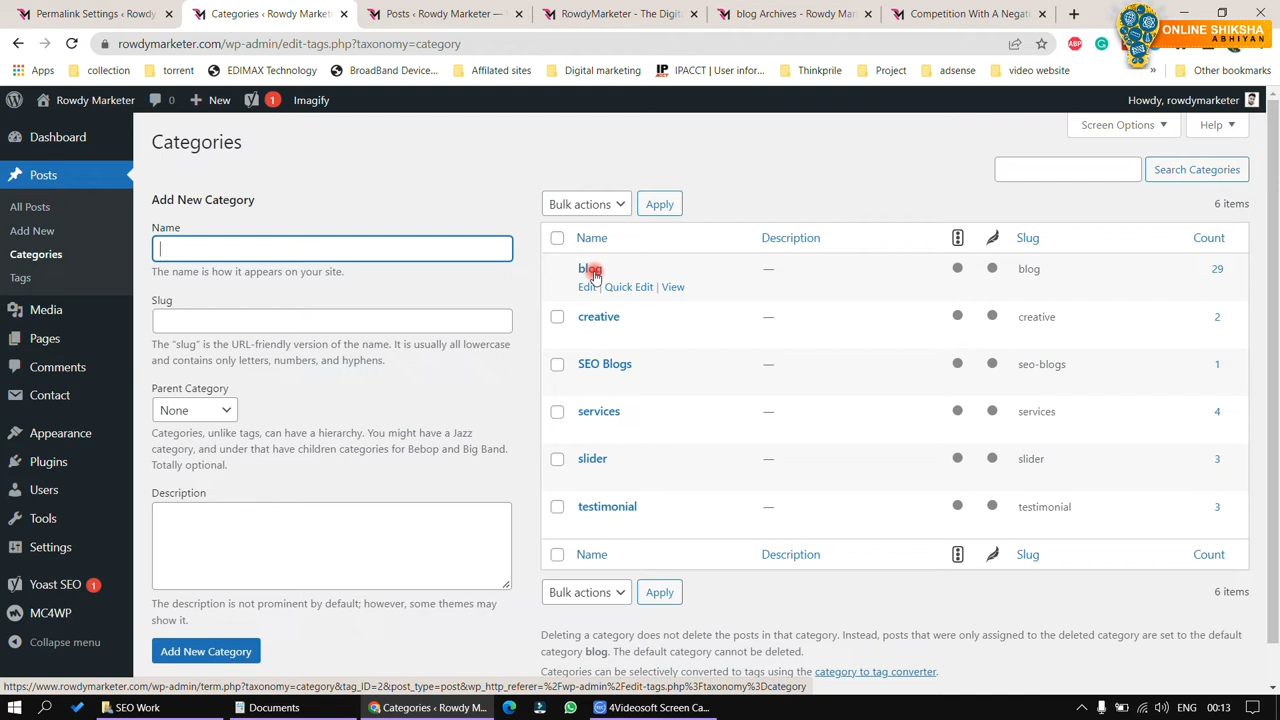 Permalink Settings ‹ Rowdy Mar
Categories ‹ Rowdy Market
Posts ‹ Rowdy Marketer —
RowdyMarketer - The Digit
blog Archives - Rowdy Mar
Competition With A Negat
ONLINE SHIKSHA
ABHIYAN
rowdymarketer.com/wp-admin/edit-tags.php?taxonomy=category
ABP
Apps
collection
torrent
EDIMAX Technology
BroadBand Device...
Affilated sites
Digital marketing
IPACCT | User infor...
Thinkprile
Project
adsense
video website
»
Other bookmarks
Rowdy Marketer
0
New
1
Imagify
Howdy, rowdymarketer
Dashboard
Posts
All Posts
Add New
Categories
Tags
Media
Pages
Comments
Contact
Appearance
Plugins
Users
Tools
Settings
Yoast SEO 1
MC4WP
Collapse menu
Categories
Screen Options
Help
Search Categories
Add New Category
Name
The name is how it appears on your site.
Slug
The “slug” is the URL-friendly version of the name. It is usually all lowercase
and contains only letters, numbers, and hyphens.
Parent Category
None
Categories, unlike tags, can have a hierarchy. You might have a Jazz
category, and under that have children categories for Bebop and Big Band.
Totally optional.
Description
The description is not prominent by default; however, some themes may
show it.
Add New Category
Bulk actions
Apply
6 items
Name Description Slug Count
blog — blog 29
Edit | Quick Edit | View
creative — creative 2
SEO Blogs — seo-blogs 1
services — services 4
slider — slider 3
testimonial — testimonial 3
Name Description Slug Count
Bulk actions
Apply
6 items
Deleting a category does not delete the posts in that category. Instead, posts that were only assigned to the deleted category are set to the default
category blog. The default category cannot be deleted.
Categories can be selectively converted to tags using the category to tag converter.
https://www.rowdymarketer.com/wp-admin/term.php?taxonomy=category&tag_ID=2&post_type=post&wp_http_referer=%2Fwp-admin%2Fedit-tags.php%3Ftaxonomy%3Dcategory
SEO Work
Documents
Categories ‹ Rowdy M...
4Videosoft Screen Ca...
ENG
00:13